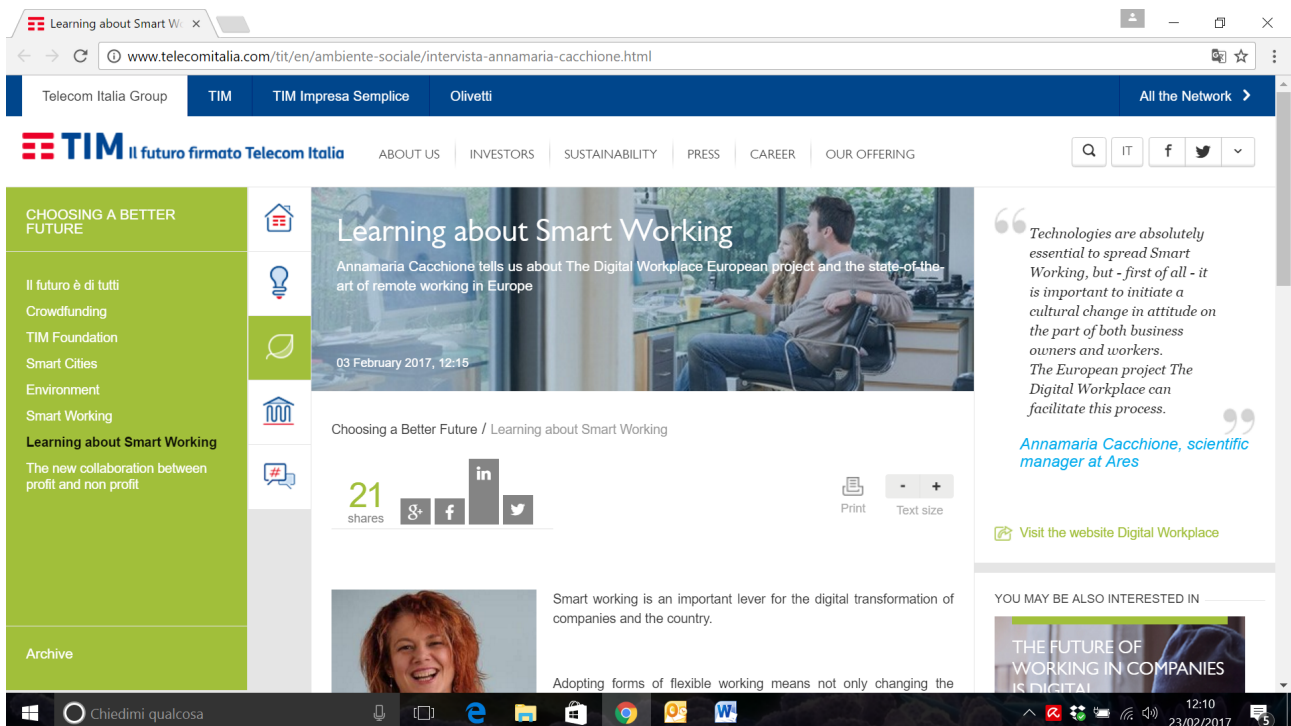 Learning about Smart W
www.telecomitalia.com/tit/en/ambiente-sociale/intervista-annamaria-cacchione.html
Telecom Italia Group TIM TIM Impresa Semplice Olivetti All the Network
TIM Il futuro firmato Telecom Italia ABOUT US INVESTORS SUSTAINABILITY PRESS CAREER OUR OFFERING IT
CHOOSING A BETTER
FUTURE
Il futuro è di tutti
Crowdfunding
TIM Foundation
Smart Cities
Environment
Smart Working
Learning about Smart Working
The new collaboration between
profit and non profit
Archive
Learning about Smart Working
Annamaria Cacchione tells us about The Digital Workplace European project and the state-of-the-
art of remote working in Europe
03 February 2017, 12:15
Choosing a Better Future / Learning about Smart Working
21
shares
Print
- +
Text size
Smart working is an important lever for the digital transformation of
companies and the country.
Adopting forms of flexible working means not only changing the
“
Technologies are absolutely
essential to spread Smart
Working, but - first of all - it
is important to initiate a
cultural change in attitude on
the part of both business
owners and workers.
The European project The
Digital Workplace can
facilitate this process.
”
Annamaria Cacchione, scientific
manager at Ares
Visit the website Digital Workplace
YOU MAY BE ALSO INTERESTED IN
THE FUTURE OF
WORKING IN COMPANIES
IS DIGITAL
Chiedimi qualcosa
12:10
23/02/2017
5